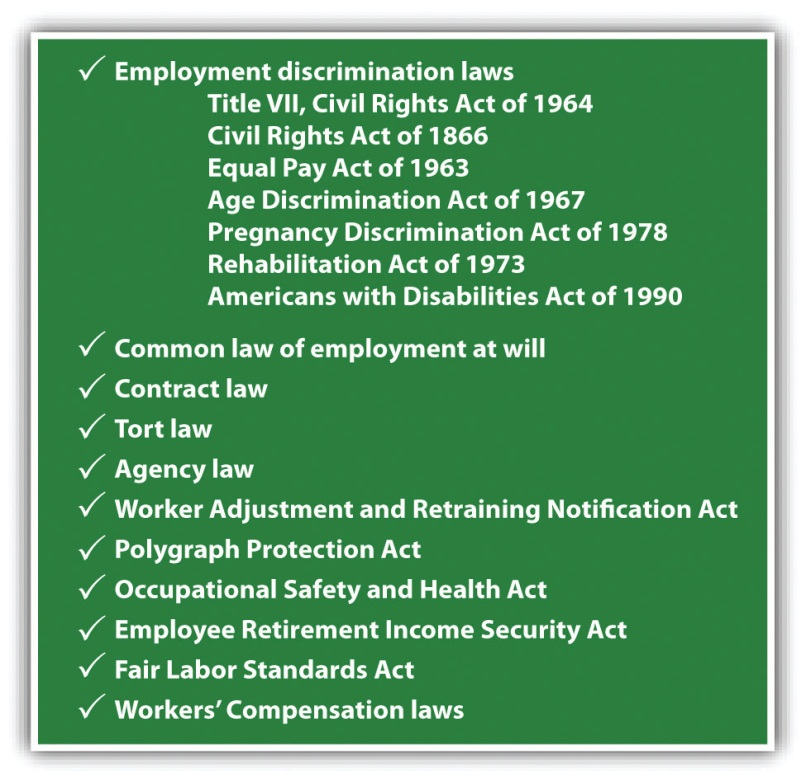 ✓ Employment discrimination laws
Title VII, Civil Rights Act of 1964
Civil Rights Act of 1866
Equal Pay Act of 1963
Age Discrimination Act of 1967
Pregnancy Discrimination Act of 1978
Rehabilitation Act of 1973
Americans with Disabilities Act of 1990
✓ Common law of employment at will
✓ Contract law
✓ Tort law
✓ Agency law
✓ Worker Adjustment and Retraining Notification Act
✓ Polygraph Protection Act
✓ Occupational Safety and Health Act
✓ Employee Retirement Income Security Act
✓ Fair Labor Standards Act
✓ Workers’ Compensation laws